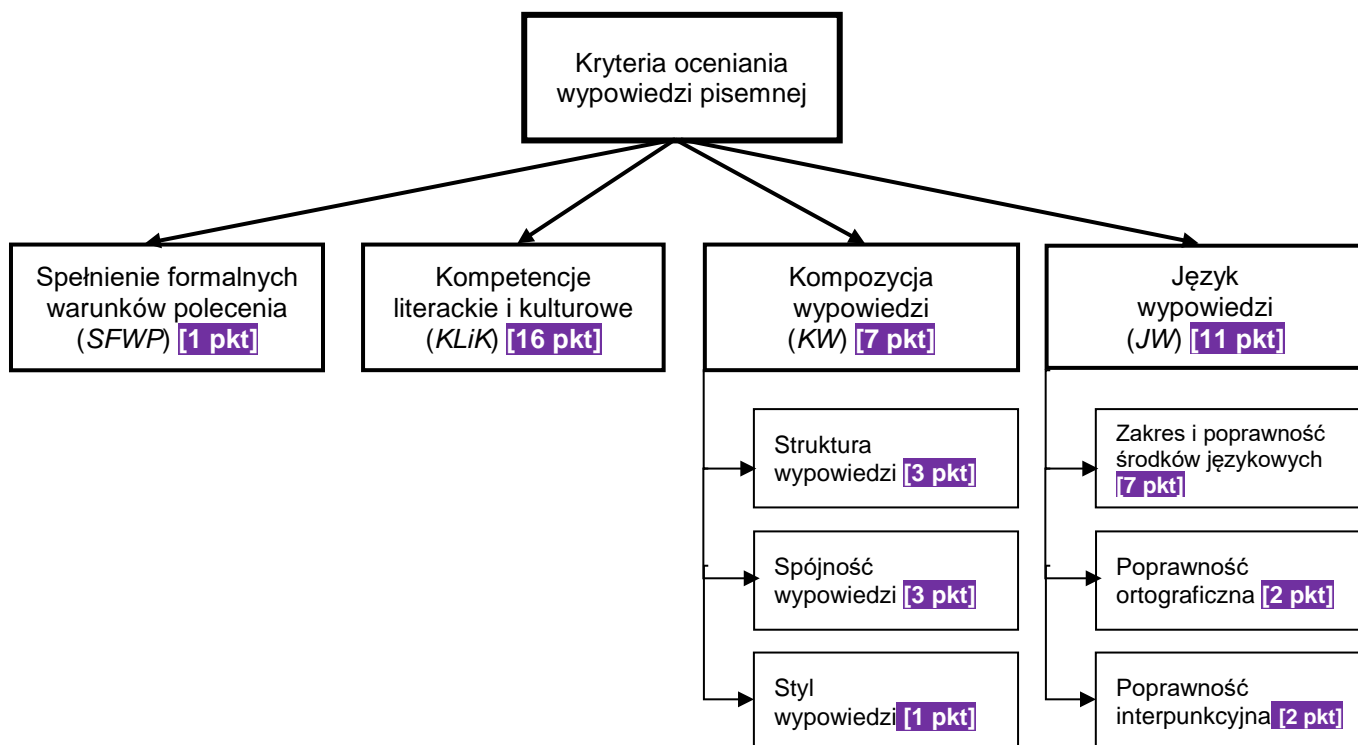 Kryteria oceniania
wypowiedzi pisemnej
Spełnienie formalnych
warunków polecenia
(SFWP) [1 pkt]
Kompetencje
literackie i kulturowe
(KLiK) [16 pkt]
Kompozycja
wypowiedzi
(KW) [7 pkt]
Język
wypowiedzi
(JW) [11 pkt]
Struktura
wypowiedzi [3 pkt]
Spójność
wypowiedzi [3 pkt]
Styl
wypowiedzi [1 pkt]
Zakres i poprawność
środków językowych
[7 pkt]
Poprawność
ortograficzna [2 pkt]
Poprawność
interpunkcyjna [2 pkt]